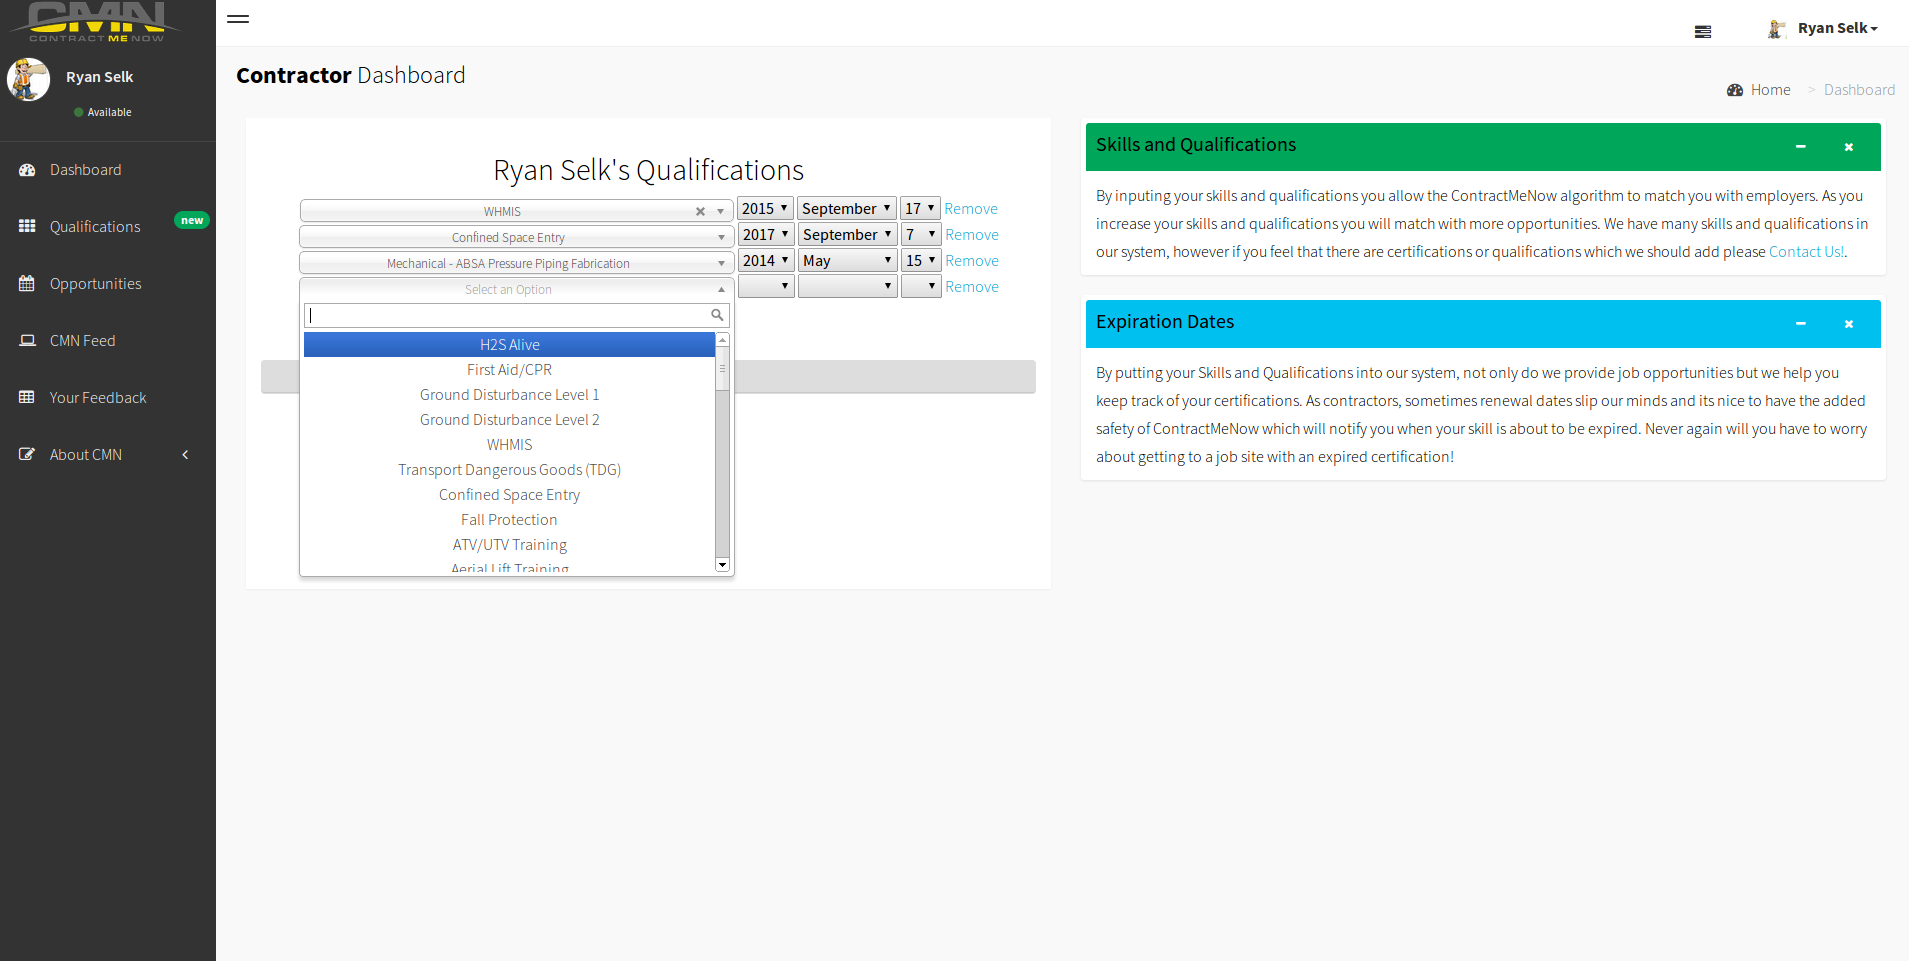 CMN
CONTRACT ME NOW
Ryan Selk
Available
Dashboard
Qualifications
new
Opportunities
CMN Feed
Your Feedback
About CMN
Ryan Selk
Contractor Dashboard
Home > Dashboard
Ryan Selk's Qualifications
WHMIS 2015 September 17 Remove
Confined Space Entry 2017 September 7 Remove
Mechanical - ABSA Pressure Piping Fabrication 2014 May 15 Remove
Select an Option Remove
H2S Alive
First Aid/CPR
Ground Disturbance Level 1
Ground Disturbance Level 2
WHMIS
Transport Dangerous Goods (TDG)
Confined Space Entry
Fall Protection
ATV/UTV Training
Aerial Lift Training
Skills and Qualifications
By inputing your skills and qualifications you allow the ContractMeNow algorithm to match you with employers. As you
increase your skills and qualifications you will match with more opportunities. We have many skills and qualifications in
our system, however if you feel that there are certifications or qualifications which we should add please Contact Us!.
Expiration Dates
By putting your Skills and Qualifications into our system, not only do we provide job opportunities but we help you
keep track of your certifications. As contractors, sometimes renewal dates slip our minds and its nice to have the added
safety of ContractMeNow which will notify you when your skill is about to be expired. Never again will you have to worry
about getting to a job site with an expired certification!